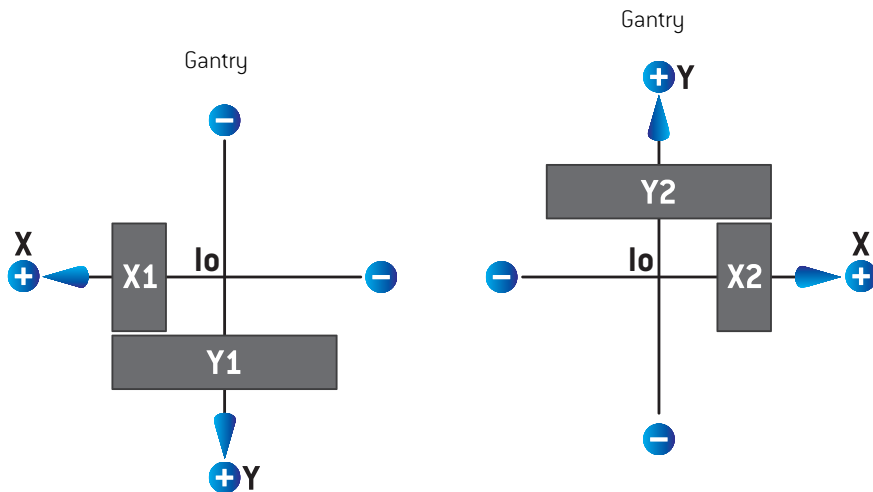 Gantry
−
X
+
X1
Io
−
Y1
+ Y
Gantry
+ Y
Y2
−
Io
X2
X
+
−